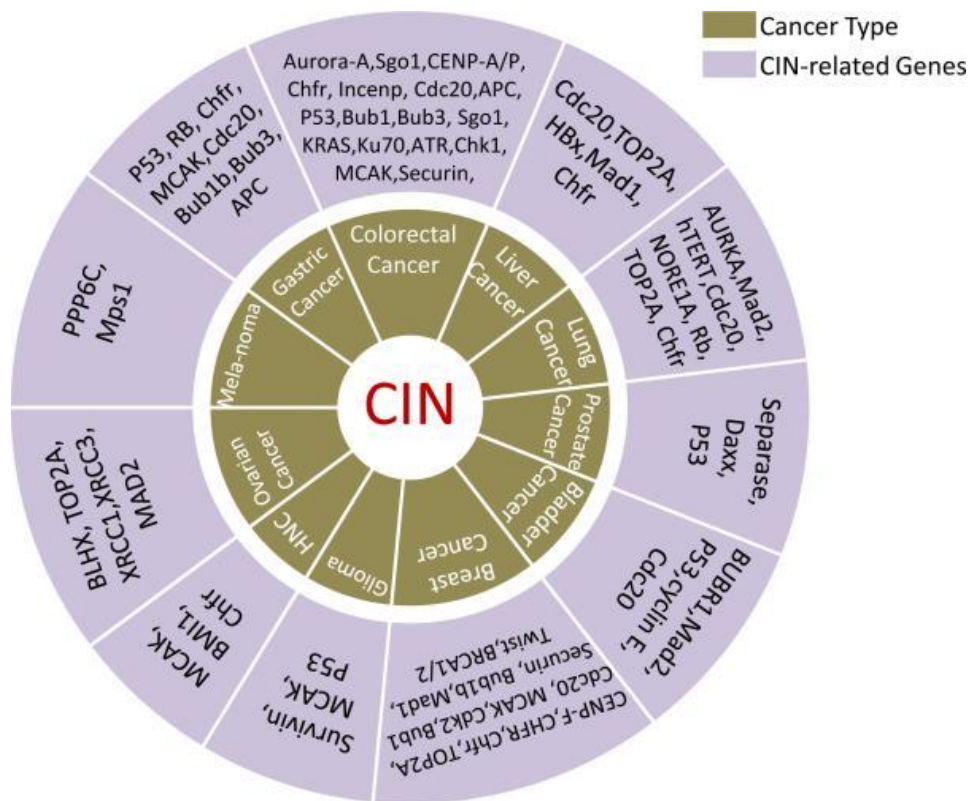 Cancer Type
CIN-related Genes
Aurora-A,Sgo1,CENP-A/P,
Chfr, Incenp, Cdc20,APC,
P53,Bub1,Bub3, Sgo1,
KRAS,Ku70,ATR,Chk1,
MCAK,Securin,
Cdc20,TOP2A,
HBx,Mad1,
Chfr
AURKA,Mad2,
hTERT,Cdc20,
NORE1A, Rb,
TOP2A, Chfr
Separase,
Daxx,
P53
BUBR1,Mad2,
P53,cyclin E,
Cdc20
CENP-F,CHFR,Chfr,TOP2A,
Cdc20, MCAK,Cdk2,Bub1
Securin, Bub1b,Mad1,
Twist,BRCA1/2
Survivin,
MCAK,
P53
MCAK,
BMI1,
Chfr
BLHX, TOP2A,
XRCC1,XRCC3,
MAD2
PPP6C,
Mps1
P53, RB, Chfr,
MCAK,Cdc20,
Bub1b,Bub3,
APC
Colorectal
Cancer
Liver
Cancer
Lung
Cancer
Prostate
Cancer
Bladder
Cancer
Breast
Cancer
Glioma
HNC
Ovarian
Cancer
Mela-noma
Gastric
Cancer
CIN